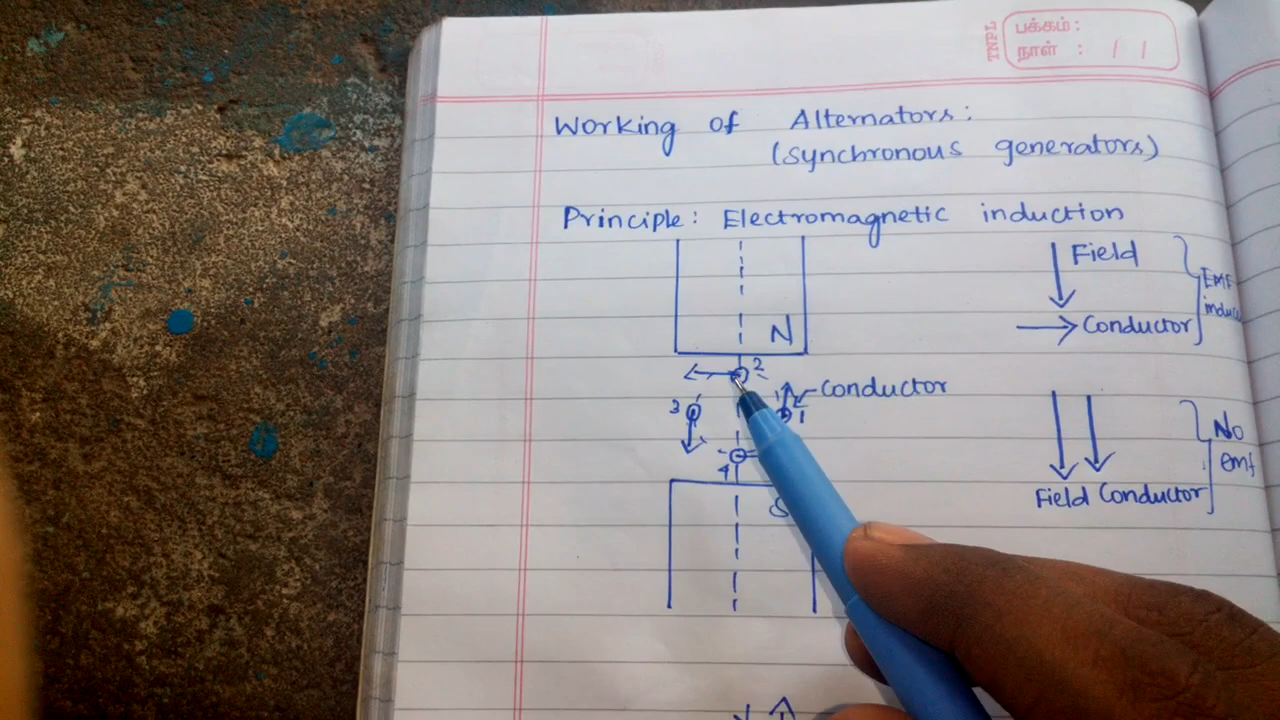 TNPL
பக்கம் :
நாள் : / /
Working of Alternators:
(Synchronous generators)
Principle: Electromagnetic induction
Field
Conductor
N
2
Conductor
3
1
4
No
emf
Field Conductor
S